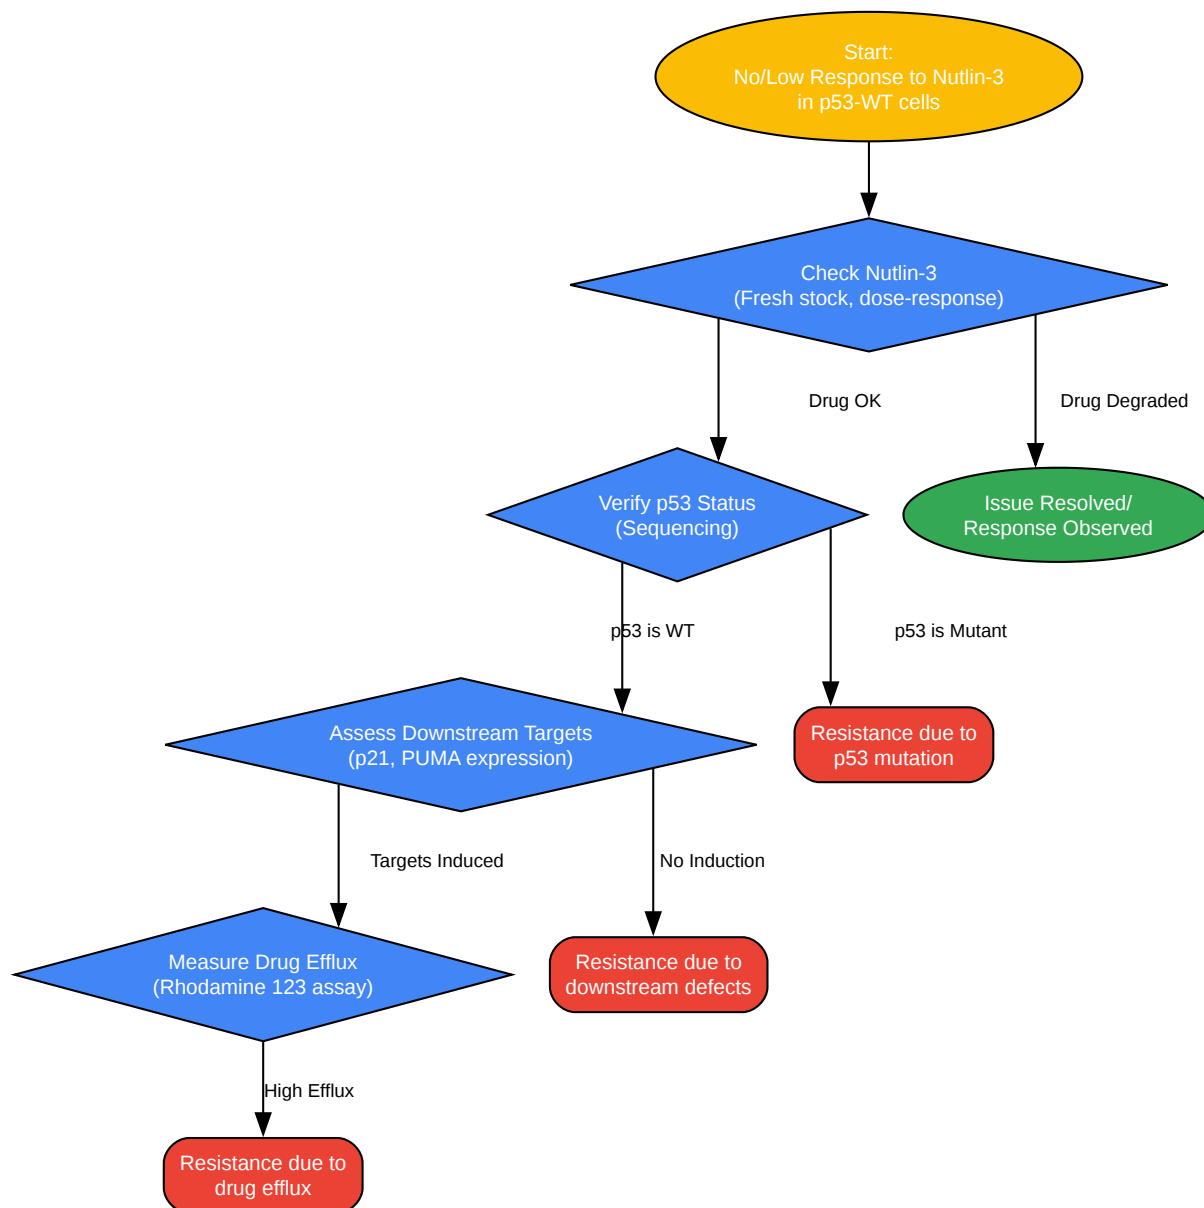 Start:
No/Low Response to Nutlin-3
in p53-WT cells
Check Nutlin-3
(Fresh stock, dose-response)
Drug OK
Drug Degraded
Verify p53 Status
(Sequencing)
Issue Resolved/
Response Observed
p53 is WT
p53 is Mutant
Assess Downstream Targets
(p21, PUMA expression)
Resistance due to
p53 mutation
Targets Induced
No Induction
Measure Drug Efflux
(Rhodamine 123 assay)
Resistance due to
downstream defects
High Efflux
Resistance due to
drug efflux